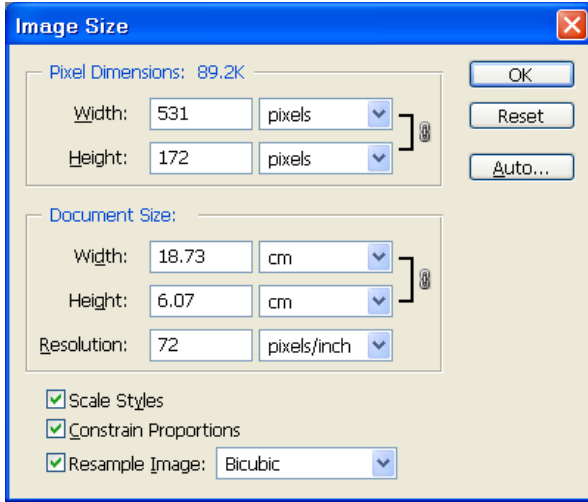 Image Size
Pixel Dimensions: 89.2K
OK
Width: 531 pixels
Reset
Height: 172 pixels
Auto...
Document Size:
Width: 18.73 cm
Height: 6.07 cm
Resolution: 72 pixels/inch
Scale Styles
Constrain Proportions
Resample Image: Bicubic